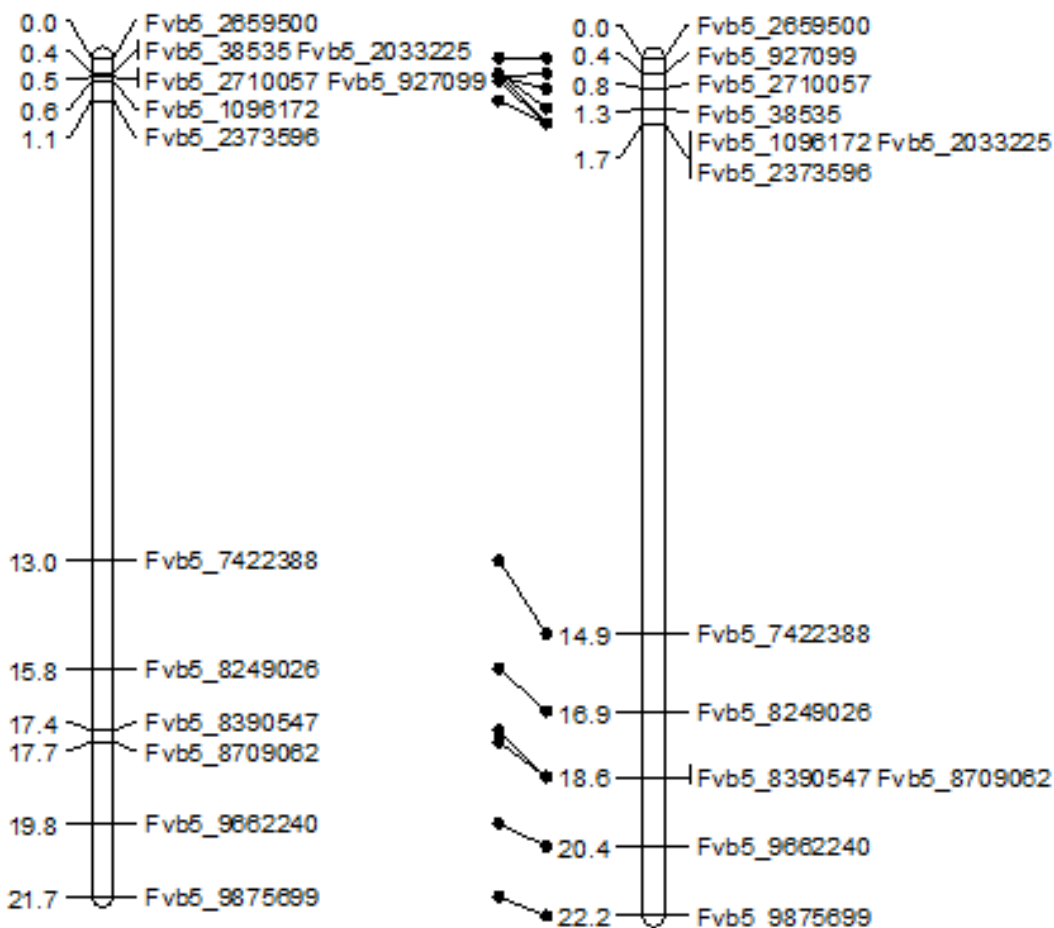 0.0 Fvb5_2659500
0.4 Fvb5_38535 Fvb5_2033225
0.5 Fvb5_2710057 Fvb5_927099
0.6 Fvb5_1096172
1.1 Fvb5_2373596
13.0 Fvb5_7422388
15.8 Fvb5_8249026
17.4 Fvb5_8390547
17.7 Fvb5_8709062
19.8 Fvb5_9662240
21.7 Fvb5_9875699
0.0 Fvb5_2659500
0.4 Fvb5_927099
0.8 Fvb5_2710057
1.3 Fvb5_38535
1.7 Fvb5_1096172 Fvb5_2033225
Fvb5_2373596
14.9 Fvb5_7422388
16.9 Fvb5_8249026
18.6 Fvb5_8390547 Fvb5_8709062
20.4 Fvb5_9662240
22.2 Fvb5_9875699